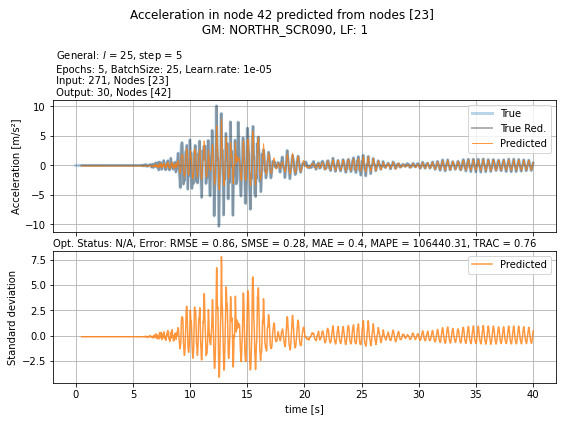 Acceleration in node 42 predicted from nodes [23]
GM: NORTHR_SCR090, LF: 1
General: l = 25, step = 5
Epochs: 5, BatchSize: 25, Learn.rate: 1e-05
Input: 271, Nodes [23]
Output: 30, Nodes [42]
Acceleration [m/s²]
10
5
0
−5
−10
True
True Red.
Predicted
Opt. Status: N/A, Error: RMSE = 0.86, SMSE = 0.28, MAE = 0.4, MAPE = 106440.31, TRAC = 0.76
Standard deviation
7.5
5.0
2.5
0.0
−2.5
Predicted
0 5 10 15 20 25 30 35 40
time [s]